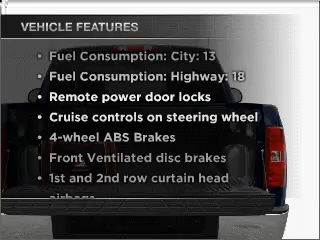 VEHICLE FEATURES
• Fuel Consumption: City: 13
• Fuel Consumption: Highway: 18
• Remote power door locks
• Cruise controls on steering wheel
• 4-wheel ABS Brakes
• Front Ventilated disc brakes
• 1st and 2nd row curtain head
airbags